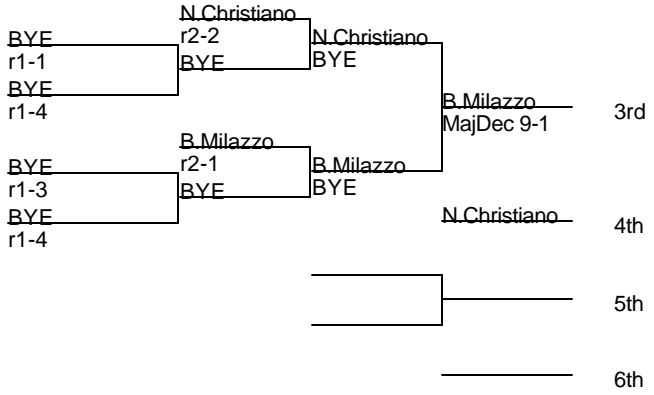 N.Christiano
r2-2
BYE
r1-1
BYE
r1-4
BYE
N.Christiano
BYE
B.Milazzo
MajDec 9-1
3rd
B.Milazzo
r2-1
BYE
r1-3
BYE
r1-4
BYE
B.Milazzo
BYE
N.Christiano
4th
5th
6th